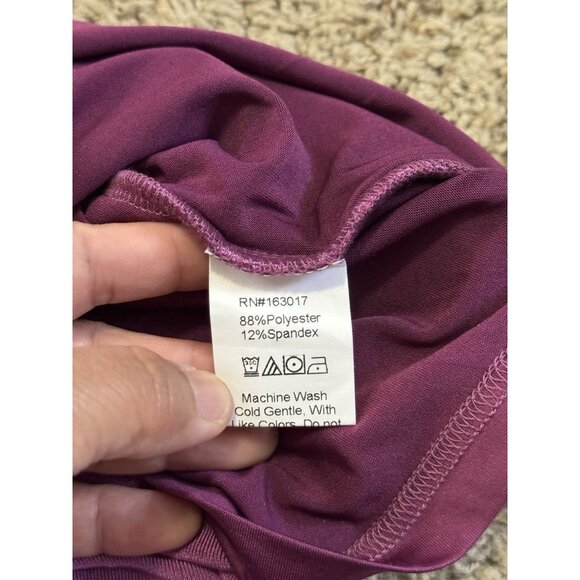 RN#163017
88%Polyester
12%Spandex
Machine Wash
Cold Gentle, With
Like Colors. Do not